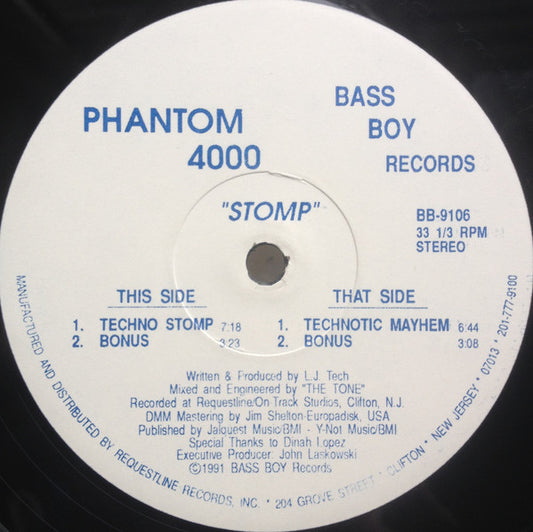 PHANTOM
4000
BASS
BOY
RECORDS
"STOMP"
BB-9106
33 1/3 RPM
STEREO
THIS SIDE
1. TECHNO STOMP 7:18
2. BONUS 3:23
THAT SIDE
1. TECHNOTIC MAYHEM 6:44
2. BONUS 3:08
Written & Produced by L.J. Tech
Mixed and Engineered by "THE TONE"
Recorded at Requestline/On Track Studios, Clifton, N.J.
DMM Mastering by Jim Shelton-Europadisk, USA
Published by Jalquest Music/BMI - Y-Not Music/BMI
Special Thanks to Dinah Lopez
Executive Producer: John Laskowski
©1991 BASS BOY Records
MANUFACTURED AND DISTRIBUTED BY REQUESTLINE RECORDS, INC. * 204 GROVE STREET * CLIFTON * NEW JERSEY * 07013 * 201-777-9100